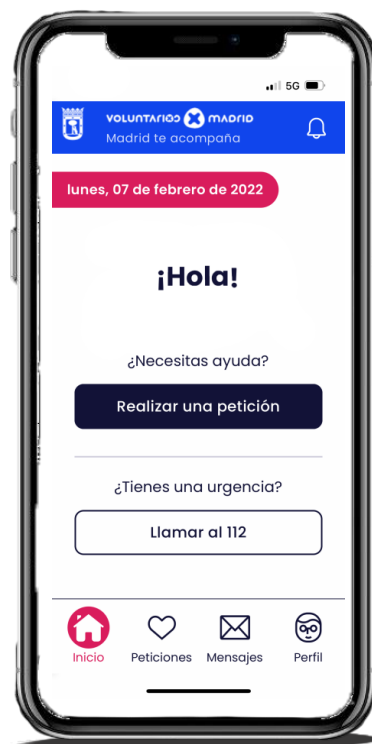 5G
VOLUNTARIOS X MADRID
Madrid te acompaña
lunes, 07 de febrero de 2022
¡Hola!
¿Necesitas ayuda?
Realizar una petición
¿Tienes una urgencia?
Llamar al 112
Inicio Peticiones Mensajes Perfil